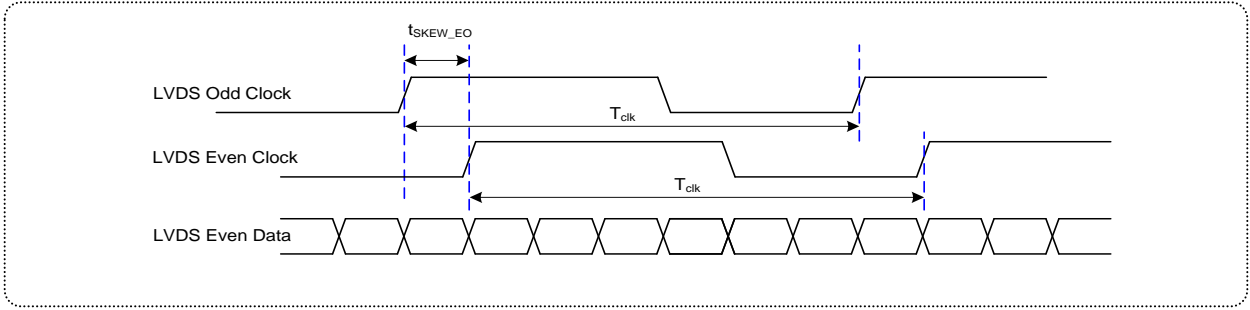 tSKEW_EO
LVDS Odd Clock
Tclk
LVDS Even Clock
Tclk
LVDS Even Data